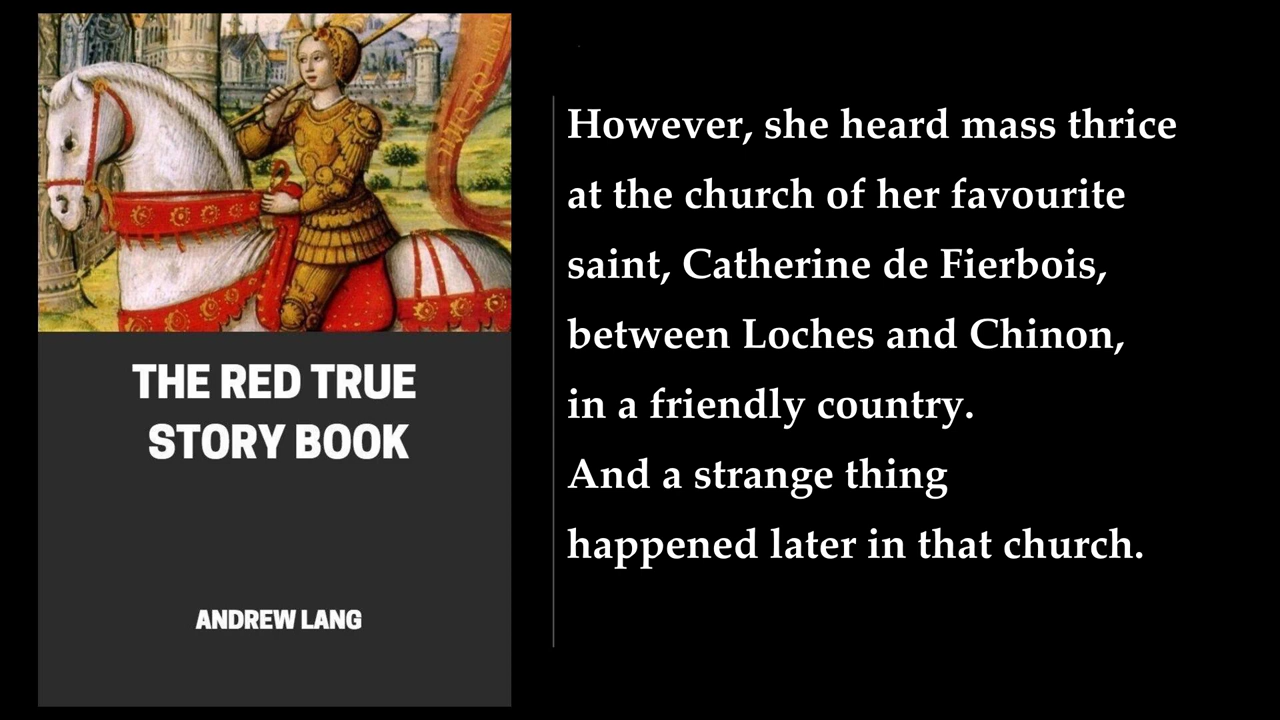 THE RED TRUE
STORY BOOK
ANDREW LANG
However, she heard mass thrice
at the church of her favourite
saint, Catherine de Fierbois,
between Loches and Chinon,
in a friendly country.
And a strange thing
happened later in that church.